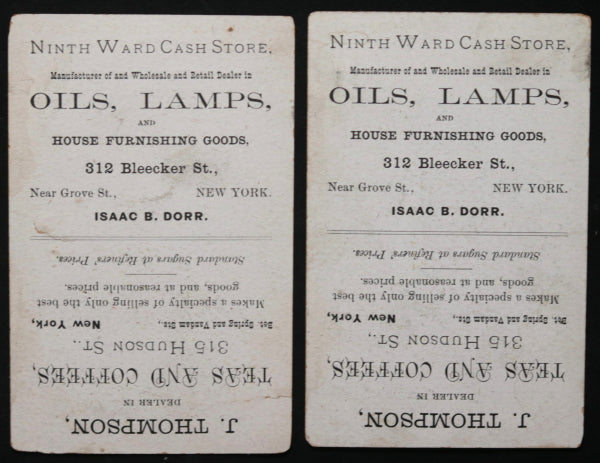 NINTH WARD CASH STORE,
Manufacturer of and Wholesale and Retail Dealer in
OILS, LAMPS,
AND
HOUSE FURNISHING GOODS,
312 Bleecker St.,
Near Grove St., NEW YORK.
ISAAC B. DORR.
J. THOMPSON,
DEALER IN
TEAS AND COFFEES,
315 HUDSON ST.,
Bet. Spring and Vandam Sts., New York,
Makes a specialty of selling only the best
goods, and at reasonable prices.
Standard Sugars at Refiners' Prices.
NINTH WARD CASH STORE,
Manufacturer of and Wholesale and Retail Dealer in
OILS, LAMPS,
AND
HOUSE FURNISHING GOODS,
312 Bleecker St.,
Near Grove St., NEW YORK.
ISAAC B. DORR.
J. THOMPSON,
DEALER IN
TEAS AND COFFEES,
315 HUDSON ST.,
Bet. Spring and Vandam Sts., New York,
Makes a specialty of selling only the best
goods, and at reasonable prices.
Standard Sugars at Refiners' Prices.